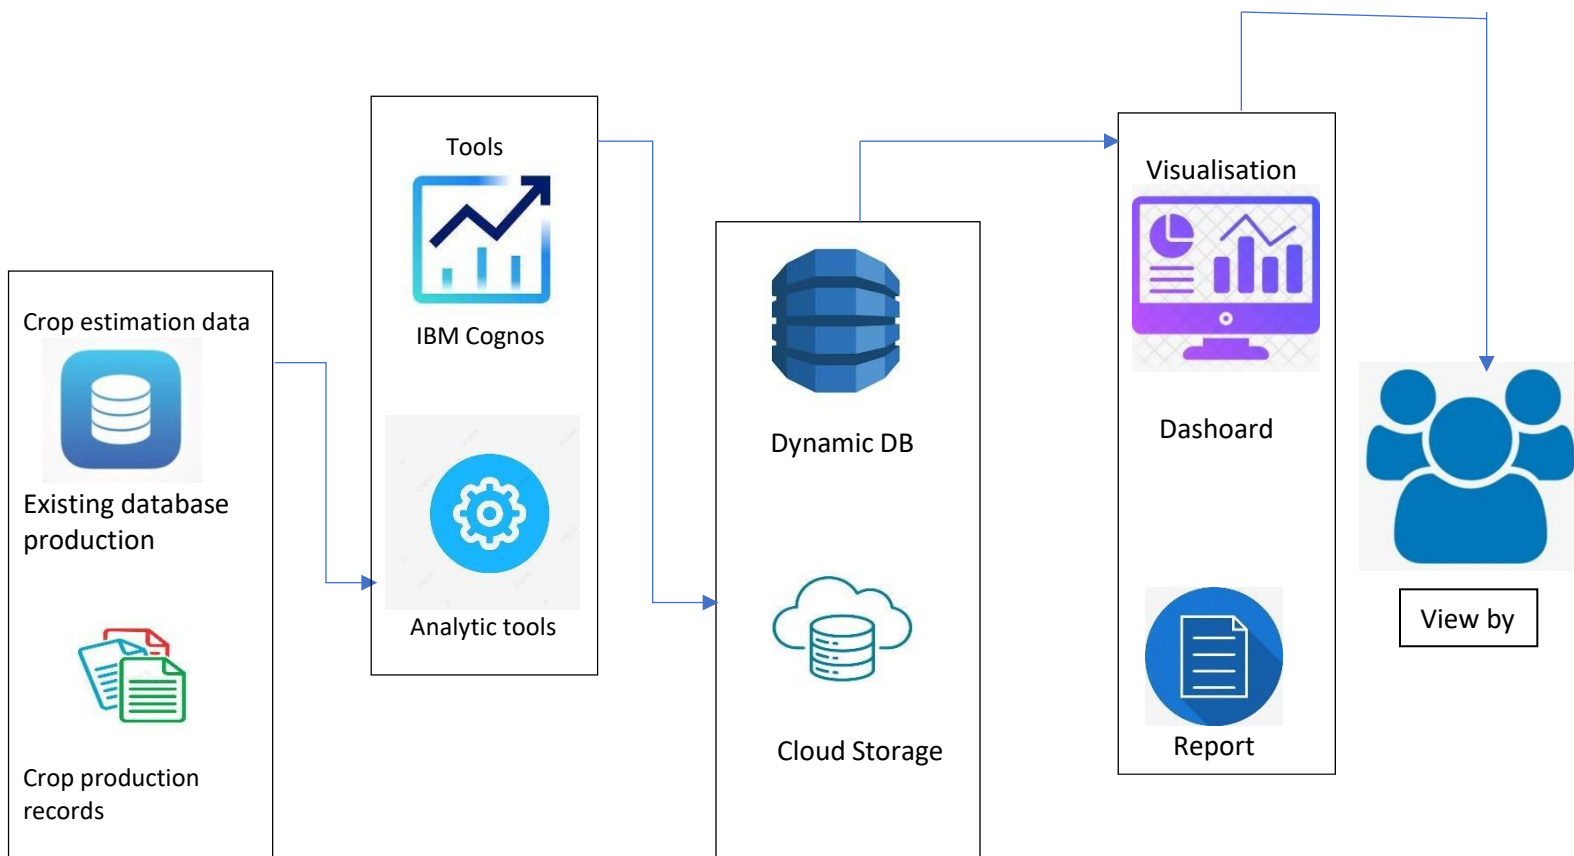 Crop estimation data
Existing database
production
Crop production
records
Tools
IBM Cognos
Analytic tools
Dynamic DB
Cloud Storage
Visualisation
Dashoard
Report
View by